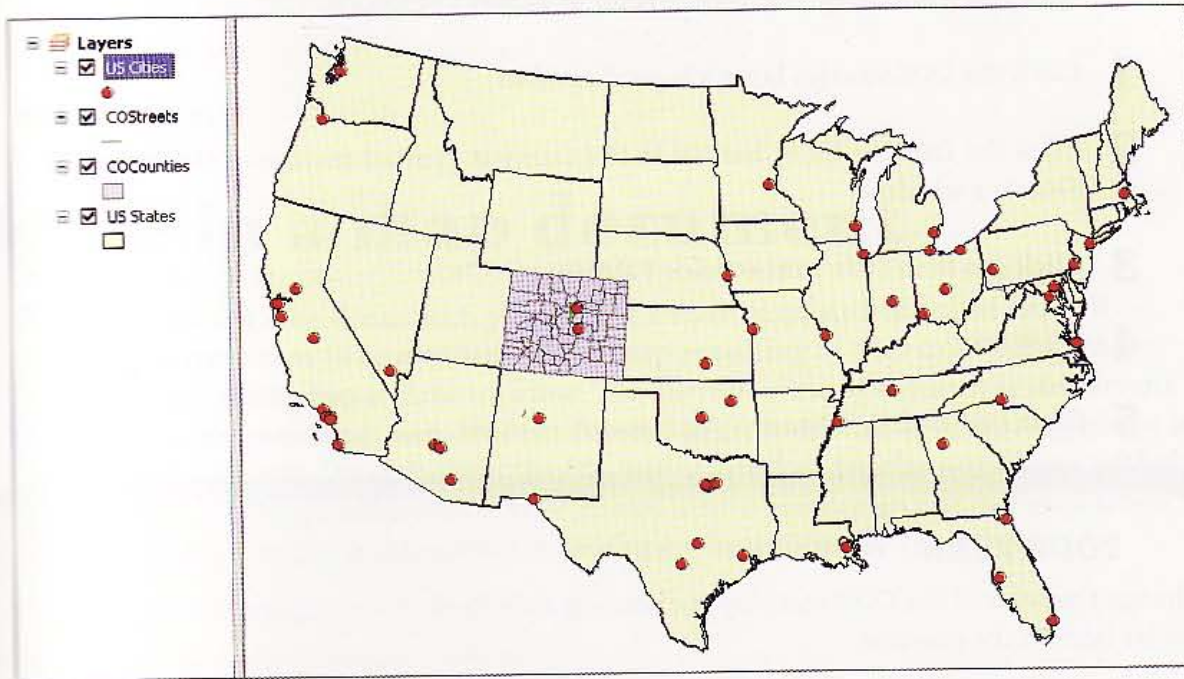 Layers
US Cities
COStreets
COCounties
US States